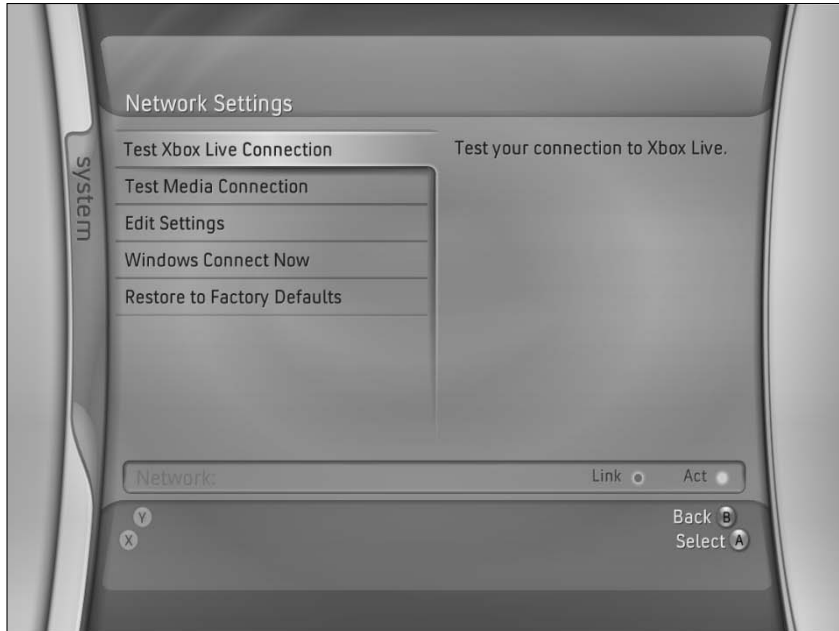 Network Settings
system
Test Xbox Live Connection
Test your connection to Xbox Live.
Test Media Connection
Edit Settings
Windows Connect Now
Restore to Factory Defaults
Network:
Link
Act
Y
Back B
X
Select A